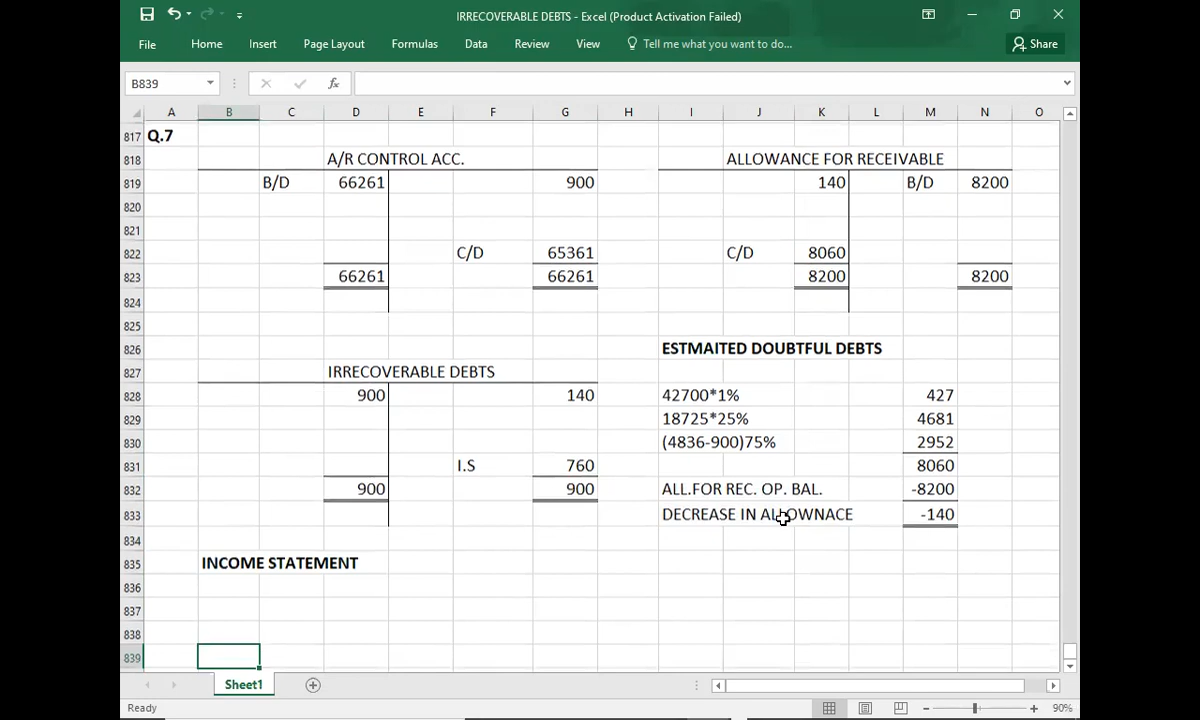 IRRECOVERABLE DEBTS - Excel (Product Activation Failed)
File Home Insert Page Layout Formulas Data Review View Tell me what you want to do... Share
B839 fx
A B C D E F G H I J K L M N O
817 Q.7
818 A/R CONTROL ACC. ALLOWANCE FOR RECEIVABLE
819 B/D 66261 900 140 B/D 8200
820
821
822 C/D 65361 C/D 8060
823 66261 66261 8200 8200
824
825
826 ESTMAITED DOUBTFUL DEBTS
827 IRRECOVERABLE DEBTS
828 900 140 42700*1% 427
829 18725*25% 4681
830 (4836-900)75% 2952
831 I.S 760 8060
832 900 900 ALL.FOR REC. OP. BAL. -8200
833 DECREASE IN ALLOWNACE -140
834
835 INCOME STATEMENT
836
837
838
839
Sheet1
Ready 90%